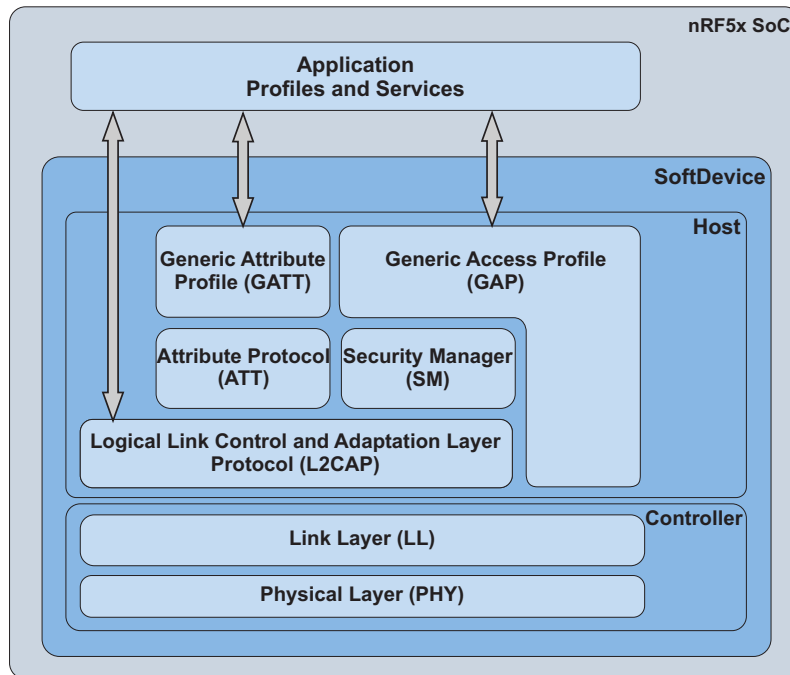 nRF5x SoC
Application
Profiles and Services
SoftDevice
Host
Generic Attribute
Profile (GATT)
Generic Access Profile
(GAP)
Attribute Protocol
(ATT)
Security Manager
(SM)
Logical Link Control and Adaptation Layer
Protocol (L2CAP)
Controller
Link Layer (LL)
Physical Layer (PHY)